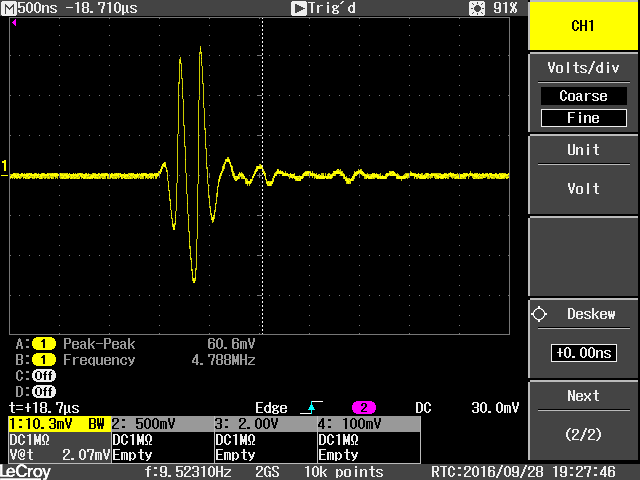 M 500ns -18.710µs Trig'd 91%
CH1
Volts/div
Coarse
Fine
Unit
Volt
1
Deskew
+0.00ns
Next
(2/2)
A: 1 Peak-Peak 60.6mV
B: 1 Frequency 4.788MHz
C: Off
D: Off
t=+18.7µs Edge 2 DC 30.0mV
1:10.3mV BW 2: 500mV 3: 2.00V 4: 100mV
DC1MΩ DC1MΩ DC1MΩ DC1MΩ
V@t 2.07mV Empty Empty Empty
LeCroy f:9.52310Hz 2GS 10k points RTC:2016/09/28 19:27:46